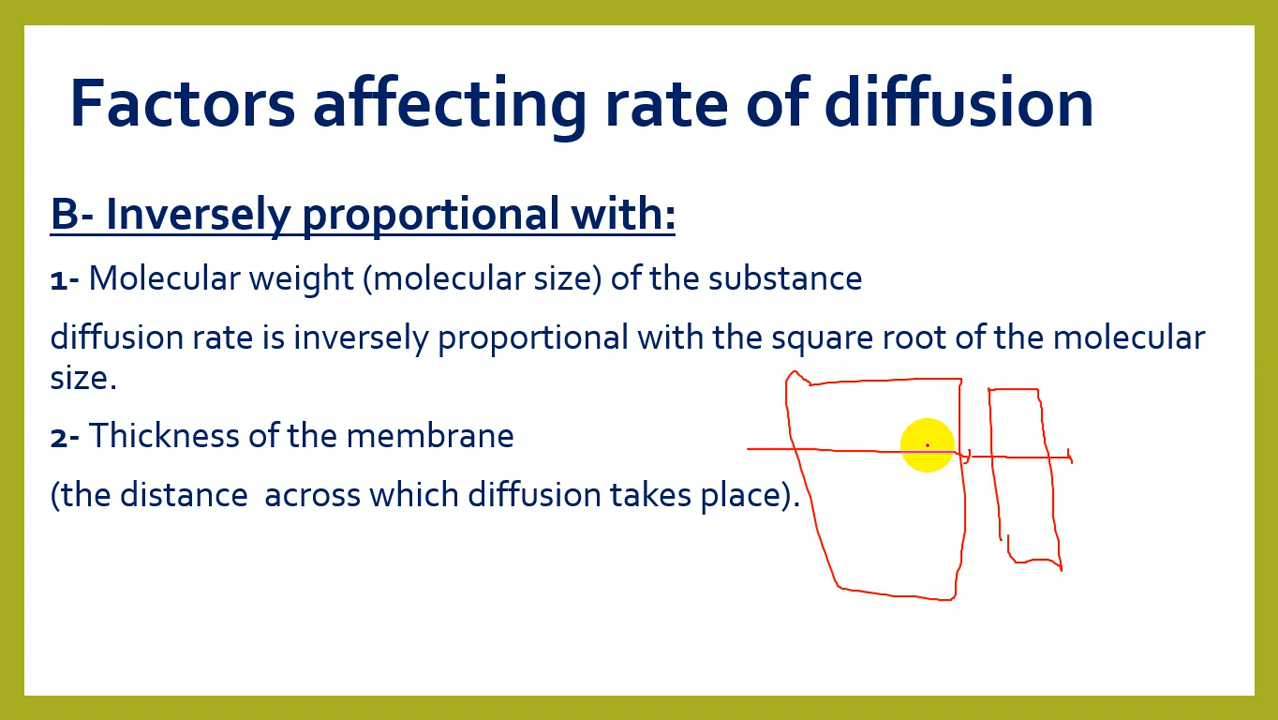 Factors affecting rate of diffusion
B- Inversely proportional with:
1- Molecular weight (molecular size) of the substance
diffusion rate is inversely proportional with the square root of the molecular
size.
2- Thickness of the membrane
(the distance  across which diffusion takes place).